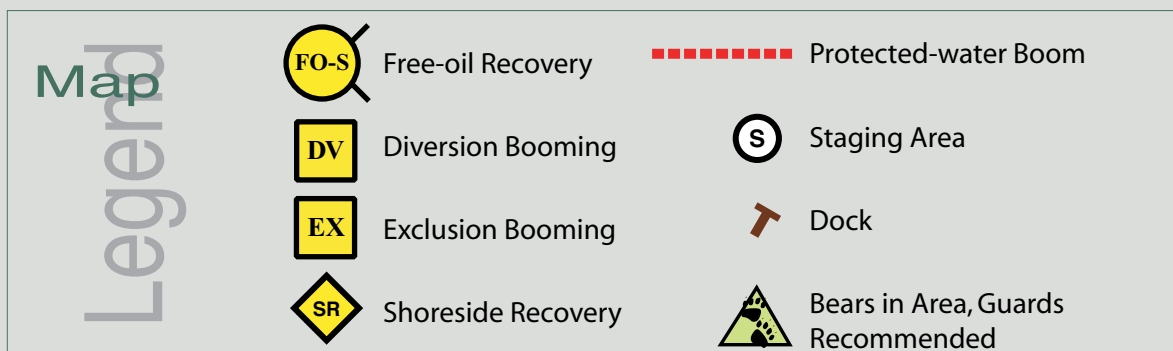 Map
Legend
FO-S
Free-oil Recovery
DV
Diversion Booming
EX
Exclusion Booming
SR
Shoreside Recovery
Protected-water Boom
S
Staging Area
Dock
Bears in Area, Guards
Recommended